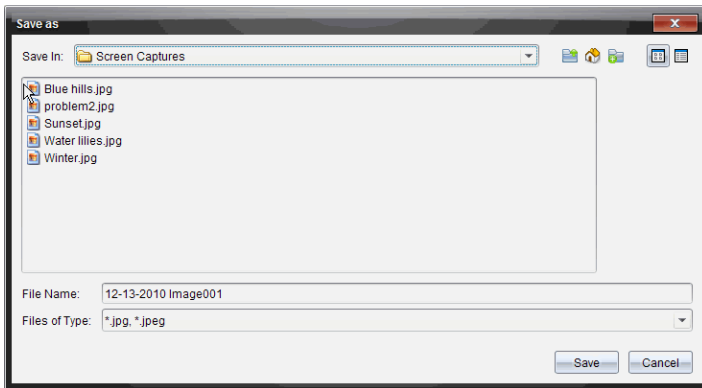 Save as
Save In: Screen Captures
Blue hills.jpg
problem2.jpg
Sunset.jpg
Water lilies.jpg
Winter.jpg
File Name: 12-13-2010 Image001
Files of Type: *.jpg, *.jpeg
Save Cancel